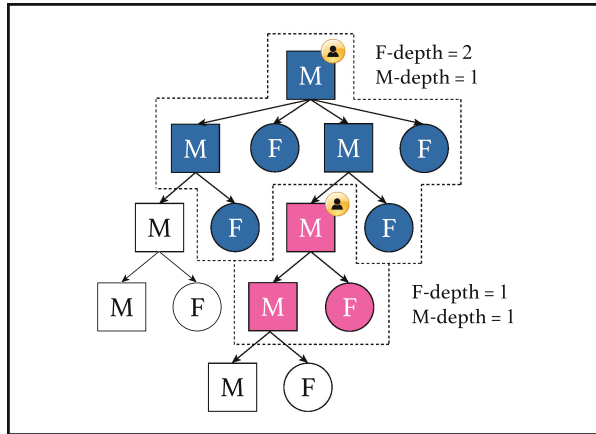 F-depth = 2
M-depth = 1
M
M F M F
M F M F
M F M F
F-depth = 1
M-depth = 1
M F